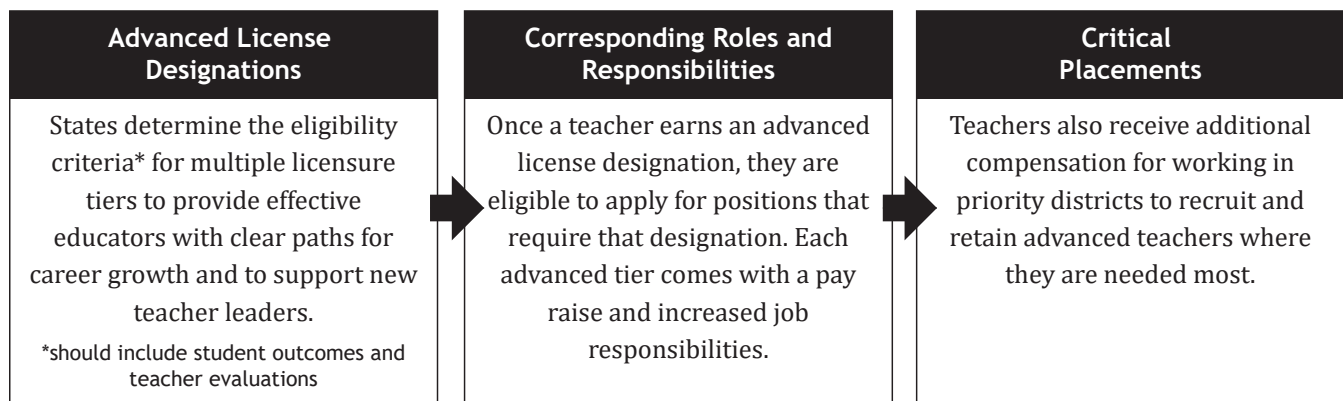 Advanced License
Designations
States determine the eligibility
criteria* for multiple licensure
tiers to provide effective
educators with clear paths for
career growth and to support new
teacher leaders.
*should include student outcomes and
teacher evaluations
Corresponding Roles and
Responsibilities
Once a teacher earns an advanced
license designation, they are
eligible to apply for positions that
require that designation. Each
advanced tier comes with a pay
raise and increased job
responsibilities.
Critical
Placements
Teachers also receive additional
compensation for working in
priority districts to recruit and
retain advanced teachers where
they are needed most.